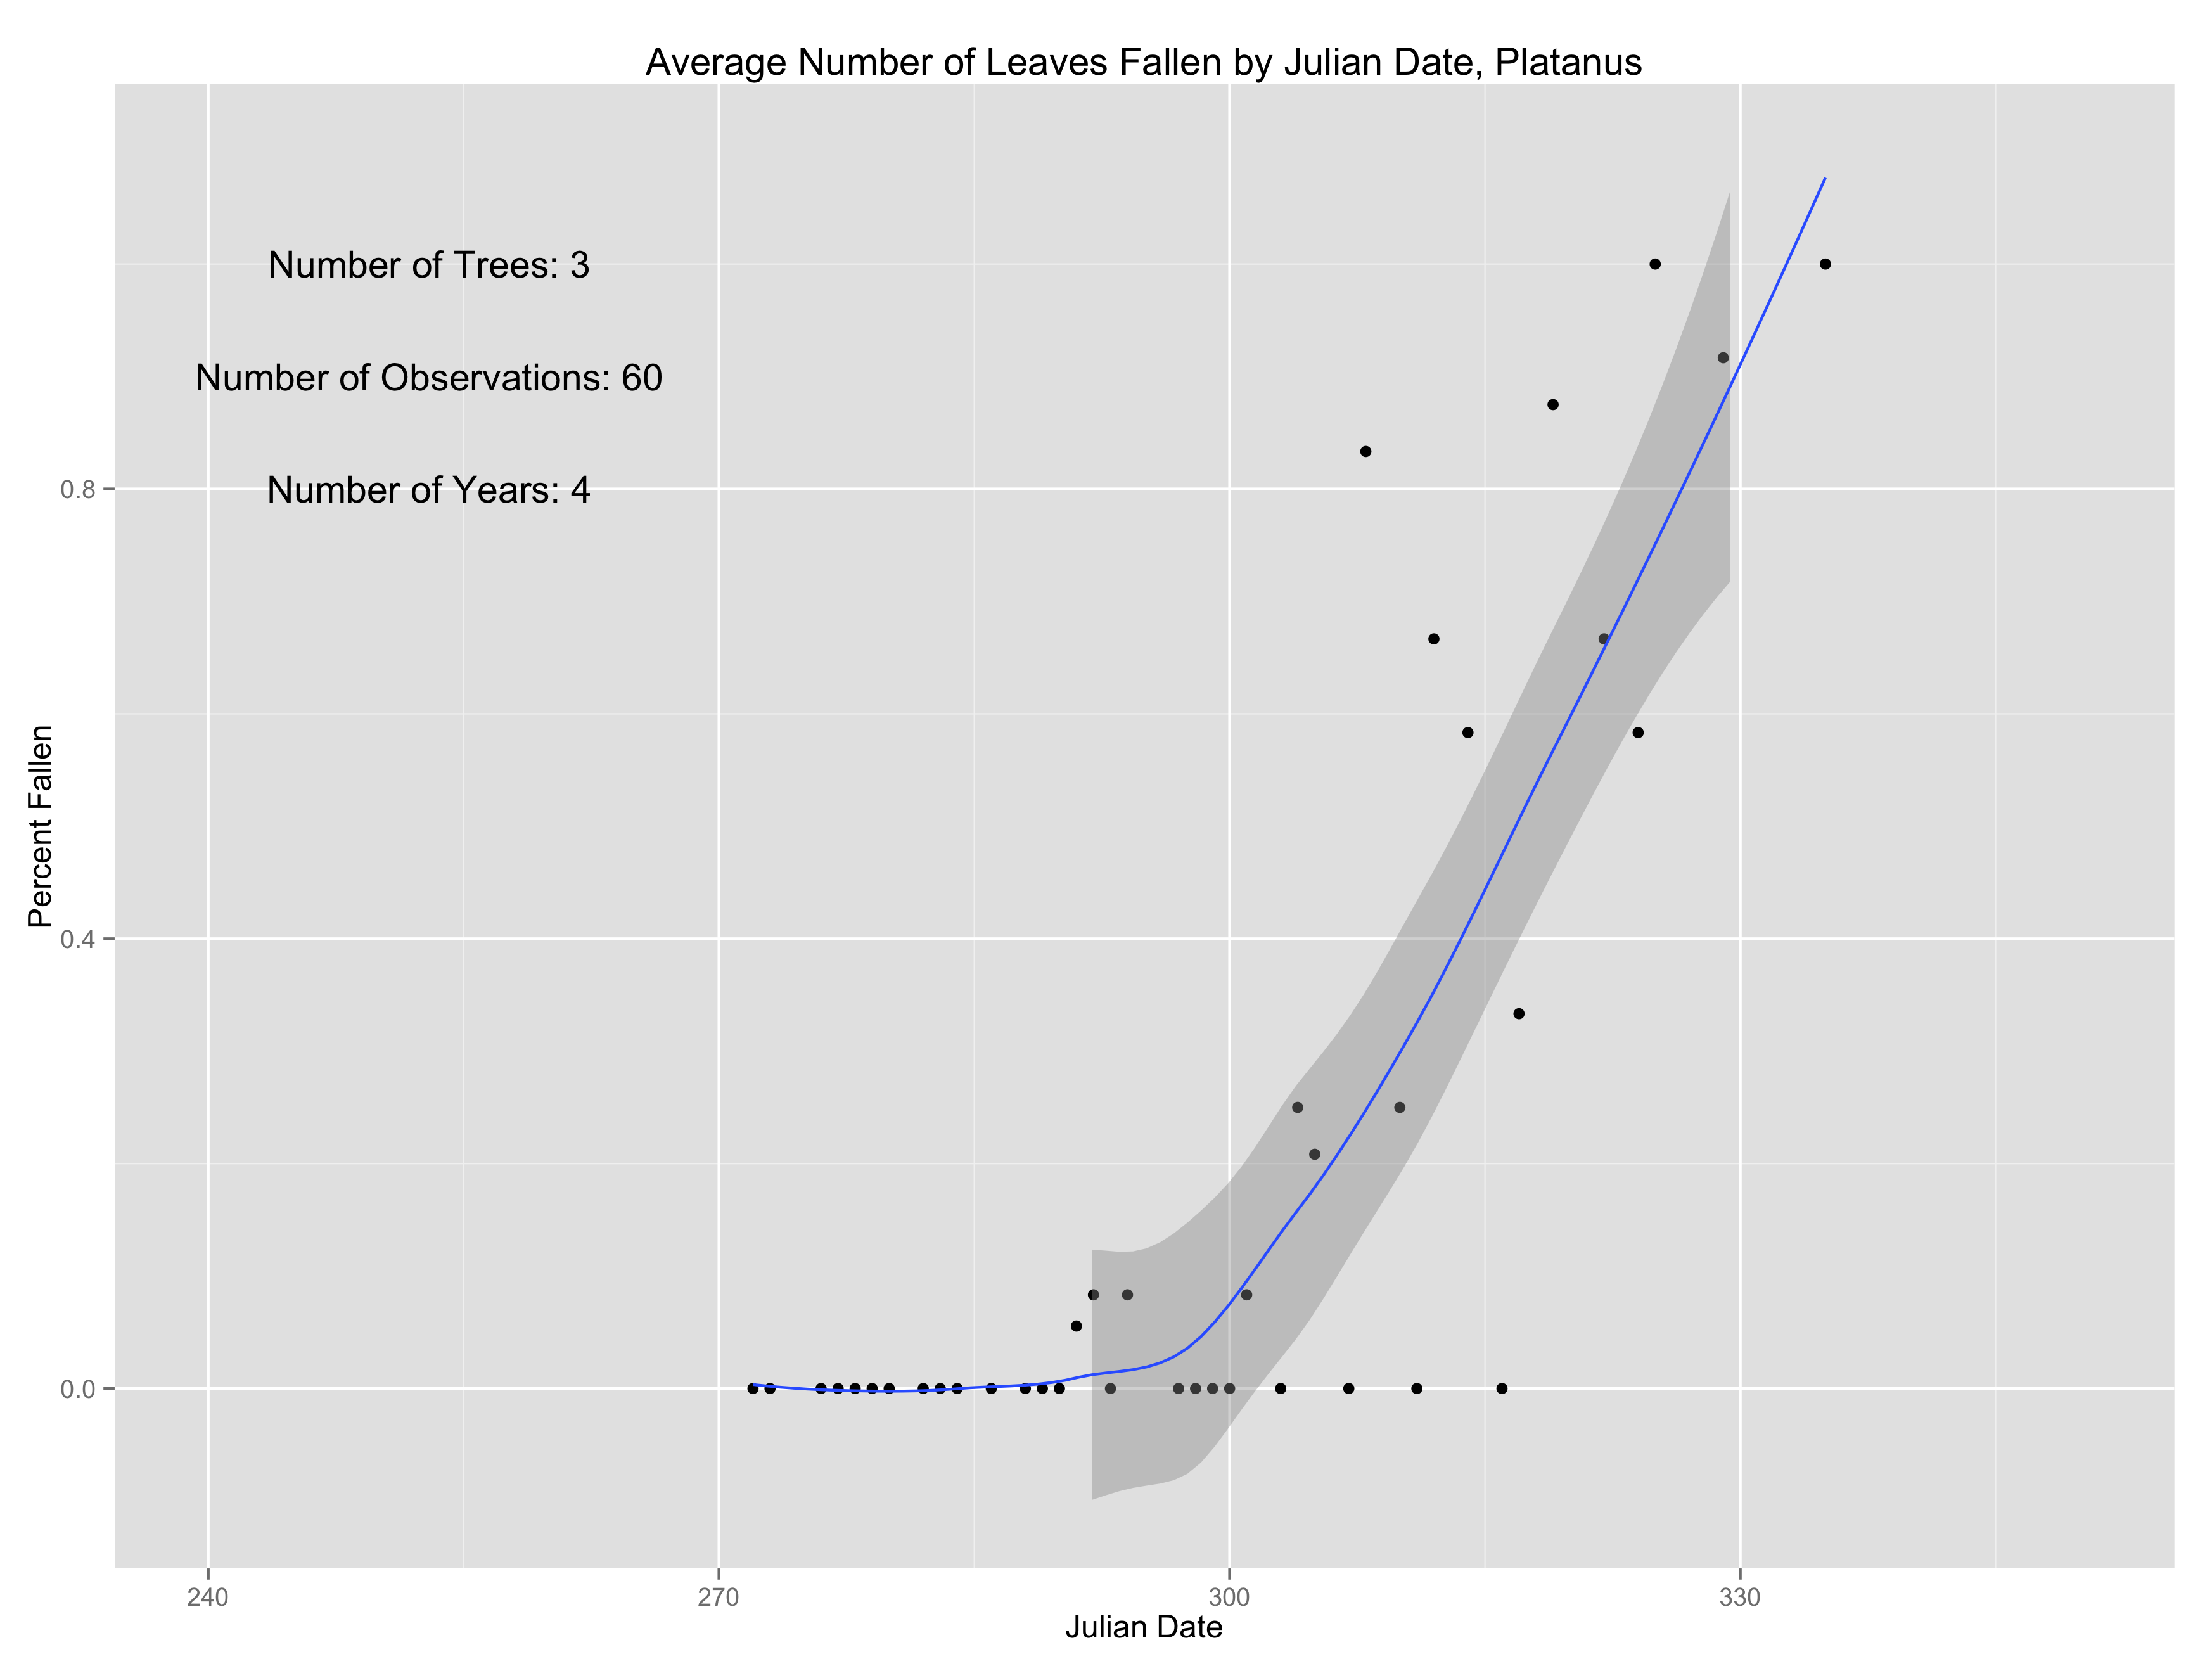 Average Number of Leaves Fallen by Julian Date, Platanus
Number of Trees: 3
Number of Observations: 60
Number of Years: 4
0.8
0.4
0.0
Percent Fallen
240 270 300 330
Julian Date